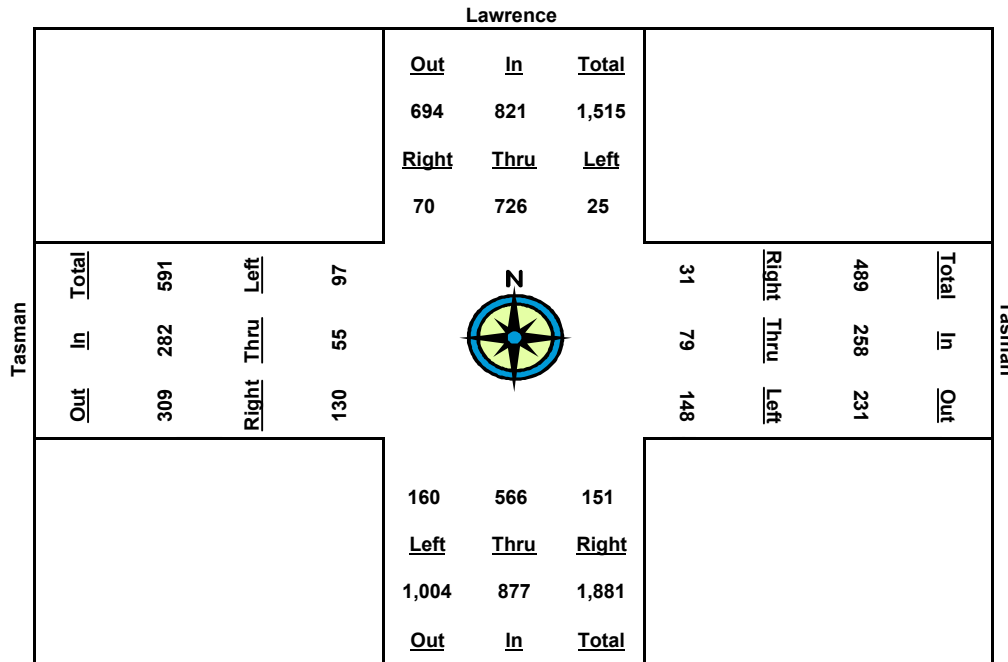 Lawrence
Out In Total
694 821 1,515
Right Thru Left
70 726 25
Tasman
Total 591 Left 97
In 282 Thru 55
Out 309 Right 130
N
31 Right 489 Total
79 Thru 258 In
148 Left 231 Out
Tasman
160 566 151
Left Thru Right
1,004 877 1,881
Out In Total